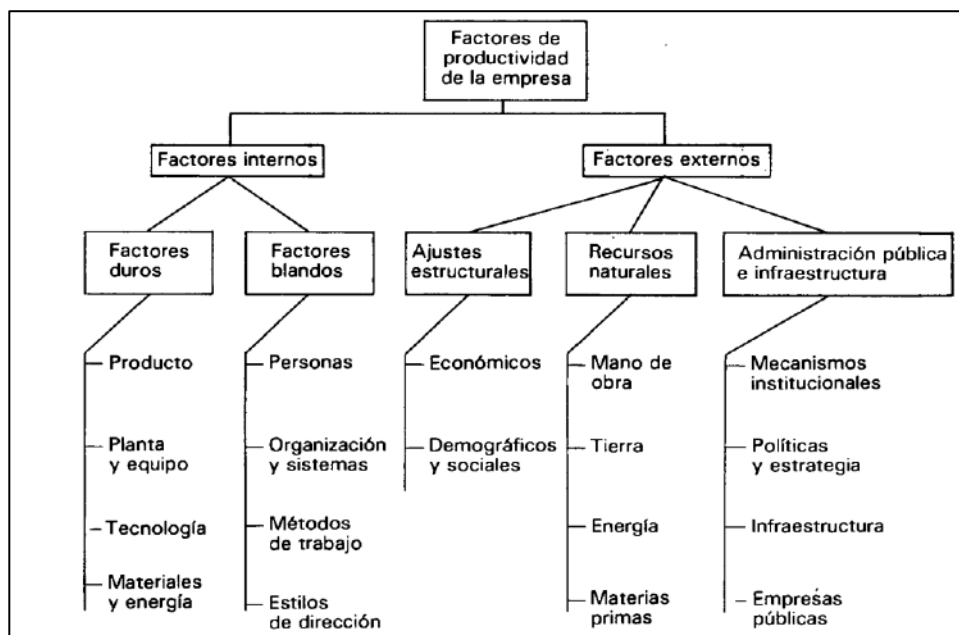 Factores de
productividad
de la empresa
Factores internos
Factores externos
Factores
duros
Factores
blandos
Ajustes
estructurales
Recursos
naturales
Administración pública
e infraestructura
Producto
Planta
y equipo
Tecnología
Materiales
y energía
Personas
Organización
y sistemas
Métodos
de trabajo
Estilos
de dirección
Económicos
Demográficos
y sociales
Mano de
obra
Tierra
Energía
Materias
primas
Mecanismos
institucionales
Políticas
y estrategia
Infraestructura
Empresas
públicas